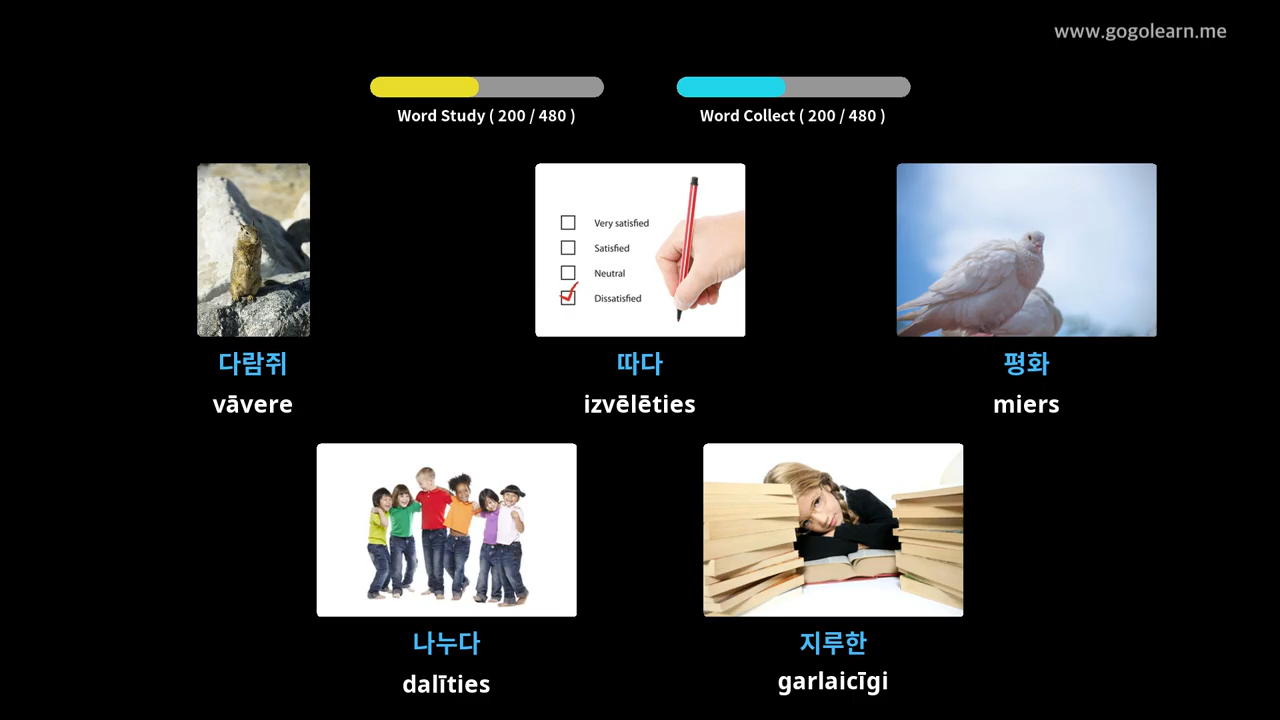 www.gogolearn.me
Word Study ( 200 / 480 )
Word Collect ( 200 / 480 )
Very satisfied
Satisfied
Neutral
Dissatisfied
다람쥐
따다
평화
vāvere
izvēlēties
miers
나누다
지루한
dalīties
garlaicīgi